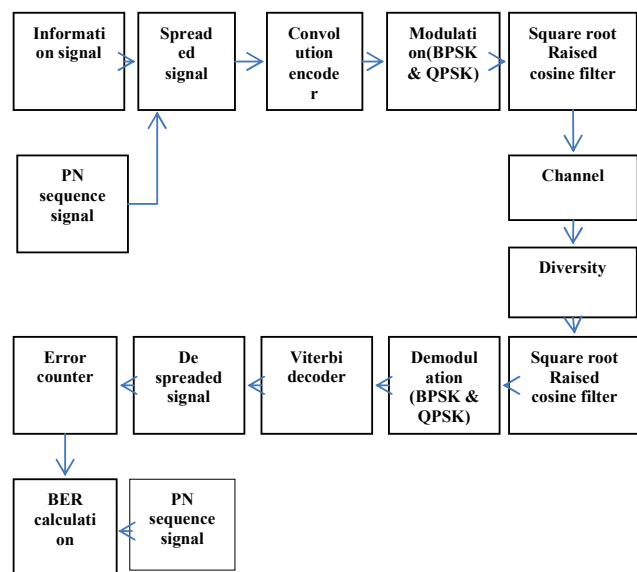 Informati
on signal
Spread
ed
signal
Convol
ution
encode
r
Modulati
on(BPSK
& QPSK)
Square root
Raised
cosine filter
PN
sequence
signal
Channel
Diversity
Error
counter
De
spreaded
signal
Viterbi
decoder
Demodul
ation
(BPSK &
QPSK)
Square root
Raised
cosine filter
BER
calculati
on
PN
sequence
signal